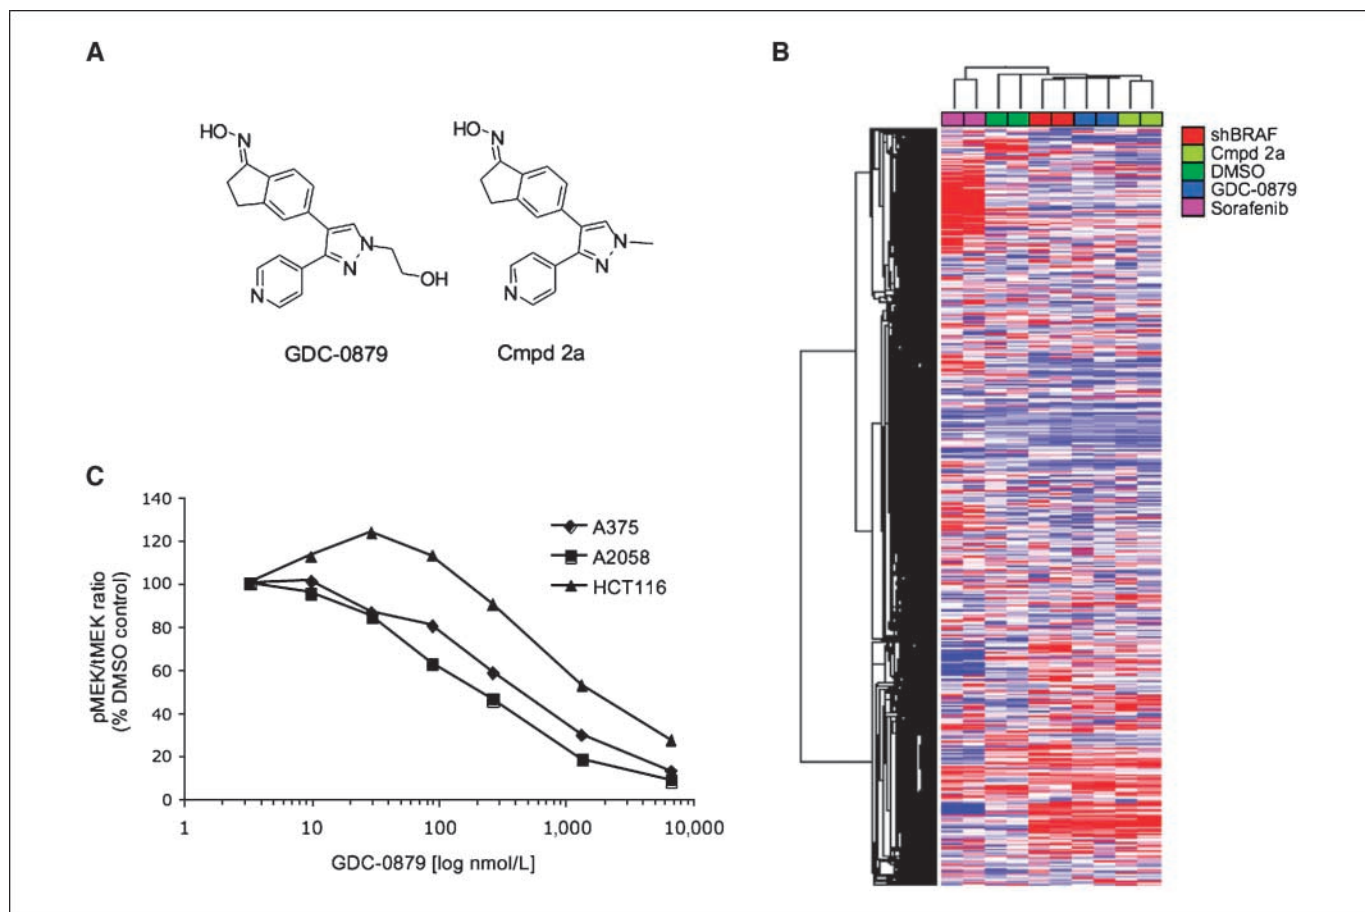 A
HO
N
N
N
N
OH
GDC-0879
HO
N
N
N
N
Cmpd 2a
B
shBRAF
Cmpd 2a
DMSO
GDC-0879
Sorafenib
C
pMEK/tMEK ratio
(% DMSO control)
140
120
100
80
60
40
20
0
A375
A2058
HCT116
1
10
100
1,000
10,000
GDC-0879 [log nmol/L]